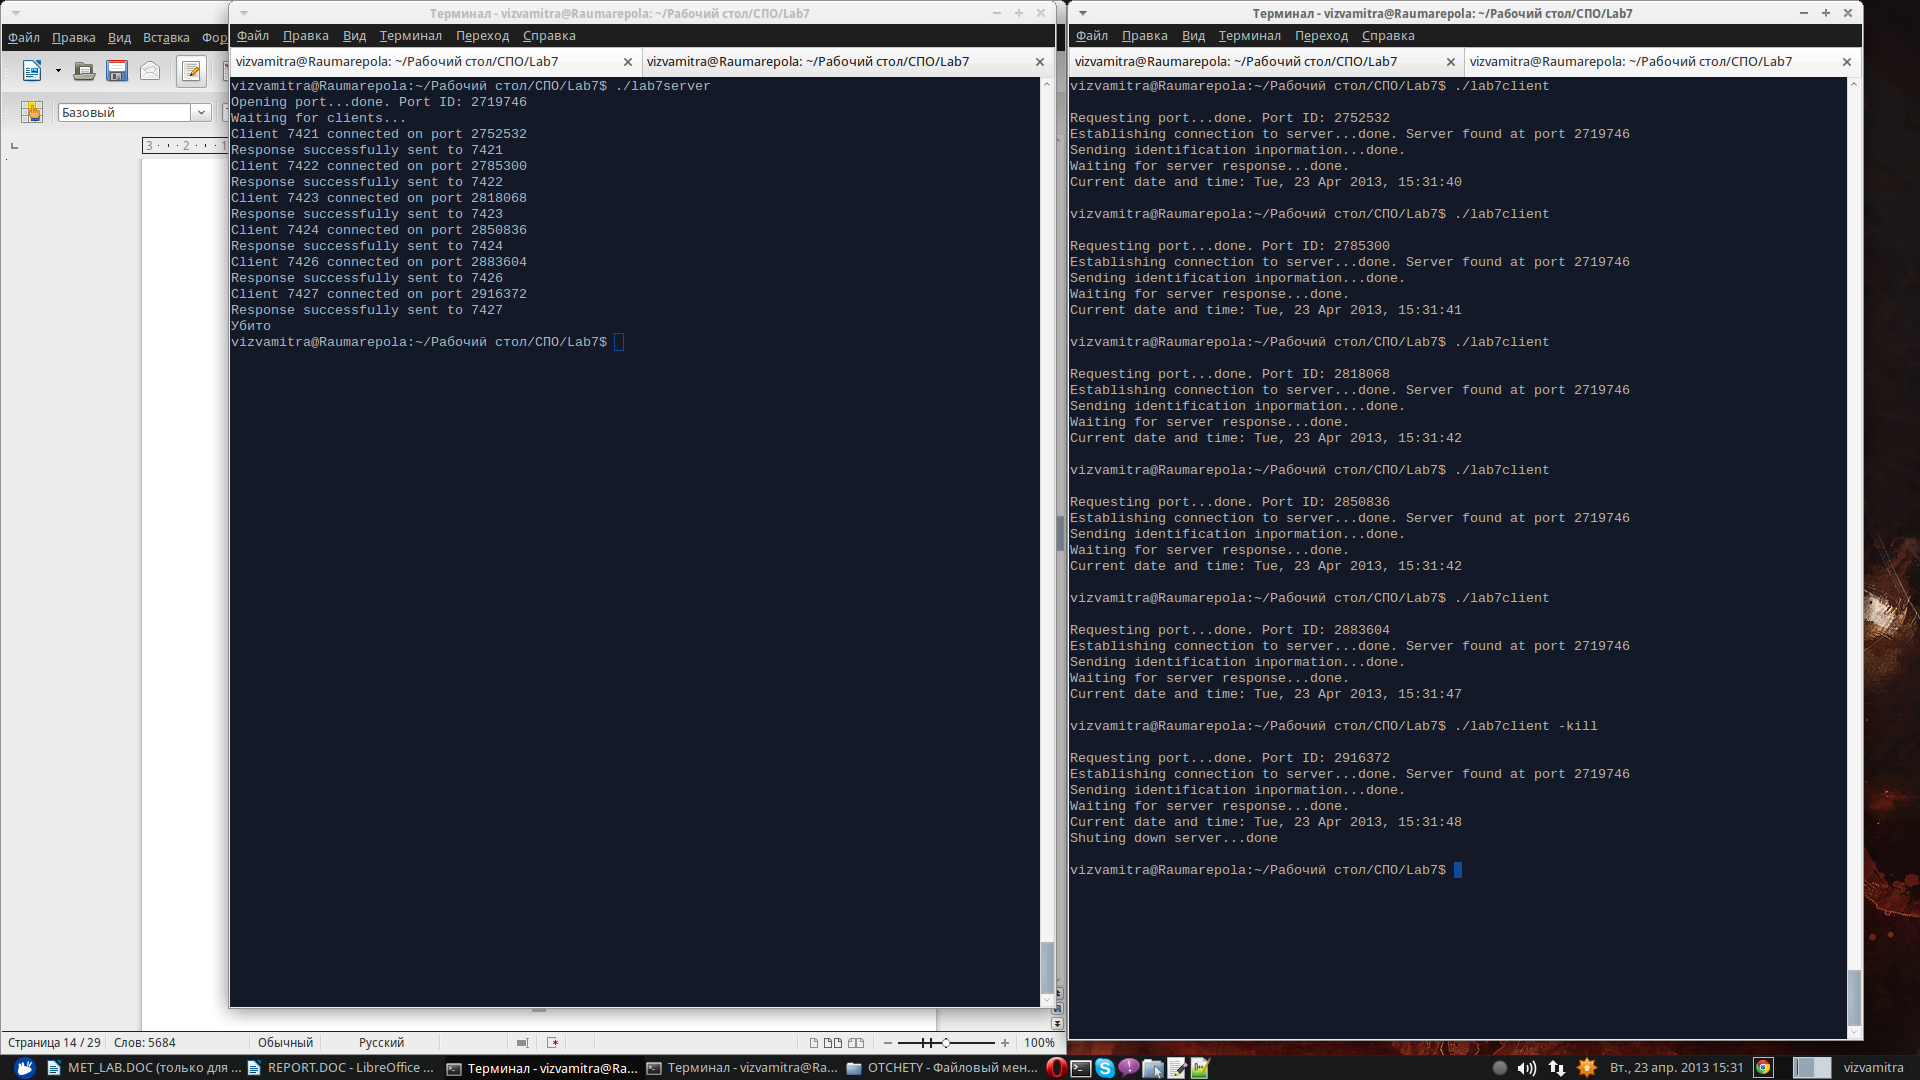 Файл Правка Вид Вставка Фор
Базовый
3 · · · 2 · · · 1
Терминал - vizvamitra@Raumarepola: ~/Рабочий стол/СПО/Lab7
Файл Правка Вид Терминал Переход Справка
vizvamitra@Raumarepola: ~/Рабочий стол/СПО/Lab7
vizvamitra@Raumarepola: ~/Рабочий стол/СПО/Lab7
vizvamitra@Raumarepola:~/Рабочий стол/СПО/Lab7$ ./lab7server
Opening port...done. Port ID: 2719746
Waiting for clients...
Client 7421 connected on port 2752532
Response successfully sent to 7421
Client 7422 connected on port 2785300
Response successfully sent to 7422
Client 7423 connected on port 2818068
Response successfully sent to 7423
Client 7424 connected on port 2850836
Response successfully sent to 7424
Client 7426 connected on port 2883604
Response successfully sent to 7426
Client 7427 connected on port 2916372
Response successfully sent to 7427
Убито
vizvamitra@Raumarepola:~/Рабочий стол/СПО/Lab7$
Терминал - vizvamitra@Raumarepola: ~/Рабочий стол/СПО/Lab7
Файл Правка Вид Терминал Переход Справка
vizvamitra@Raumarepola: ~/Рабочий стол/СПО/Lab7
vizvamitra@Raumarepola: ~/Рабочий стол/СПО/Lab7
vizvamitra@Raumarepola:~/Рабочий стол/СПО/Lab7$ ./lab7client
Requesting port...done. Port ID: 2752532
Establishing connection to server...done. Server found at port 2719746
Sending identification inpormation...done.
Waiting for server response...done.
Current date and time: Tue, 23 Apr 2013, 15:31:40
vizvamitra@Raumarepola:~/Рабочий стол/СПО/Lab7$ ./lab7client
Requesting port...done. Port ID: 2785300
Establishing connection to server...done. Server found at port 2719746
Sending identification inpormation...done.
Waiting for server response...done.
Current date and time: Tue, 23 Apr 2013, 15:31:41
vizvamitra@Raumarepola:~/Рабочий стол/СПО/Lab7$ ./lab7client
Requesting port...done. Port ID: 2818068
Establishing connection to server...done. Server found at port 2719746
Sending identification inpormation...done.
Waiting for server response...done.
Current date and time: Tue, 23 Apr 2013, 15:31:42
vizvamitra@Raumarepola:~/Рабочий стол/СПО/Lab7$ ./lab7client
Requesting port...done. Port ID: 2850836
Establishing connection to server...done. Server found at port 2719746
Sending identification inpormation...done.
Waiting for server response...done.
Current date and time: Tue, 23 Apr 2013, 15:31:42
vizvamitra@Raumarepola:~/Рабочий стол/СПО/Lab7$ ./lab7client
Requesting port...done. Port ID: 2883604
Establishing connection to server...done. Server found at port 2719746
Sending identification inpormation...done.
Waiting for server response...done.
Current date and time: Tue, 23 Apr 2013, 15:31:47
vizvamitra@Raumarepola:~/Рабочий стол/СПО/Lab7$ ./lab7client -kill
Requesting port...done. Port ID: 2916372
Establishing connection to server...done. Server found at port 2719746
Sending identification inpormation...done.
Waiting for server response...done.
Current date and time: Tue, 23 Apr 2013, 15:31:48
Shuting down server...done
vizvamitra@Raumarepola:~/Рабочий стол/СПО/Lab7$
Страница 14 / 29 Слов: 5684 Обычный Русский 100%
MET_LAB.DOC (только для ... REPORT.DOC - LibreOffice ... Терминал - vizvamitra@Ra... Терминал - vizvamitra@Ra... OTCHETY - Файловый мен... Вт., 23 апр. 2013 15:31 vizvamitra